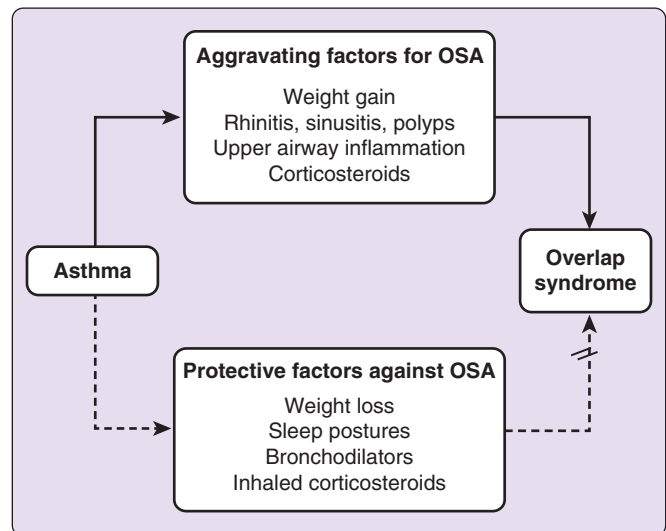 Aggravating factors for OSA
Weight gain
Rhinitis, sinusitis, polyps
Upper airway inflammation
Corticosteroids
Asthma
Overlap
syndrome
Protective factors against OSA
Weight loss
Sleep postures
Bronchodilators
Inhaled corticosteroids